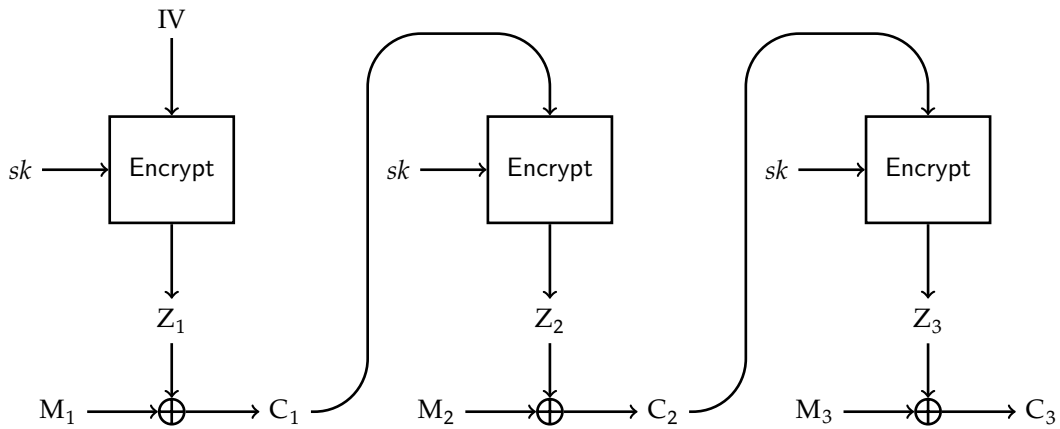 IV
sk Encrypt sk Encrypt sk Encrypt
Z₁ Z₂ Z₃
M₁ C₁ M₂ C₂ M₃ C₃